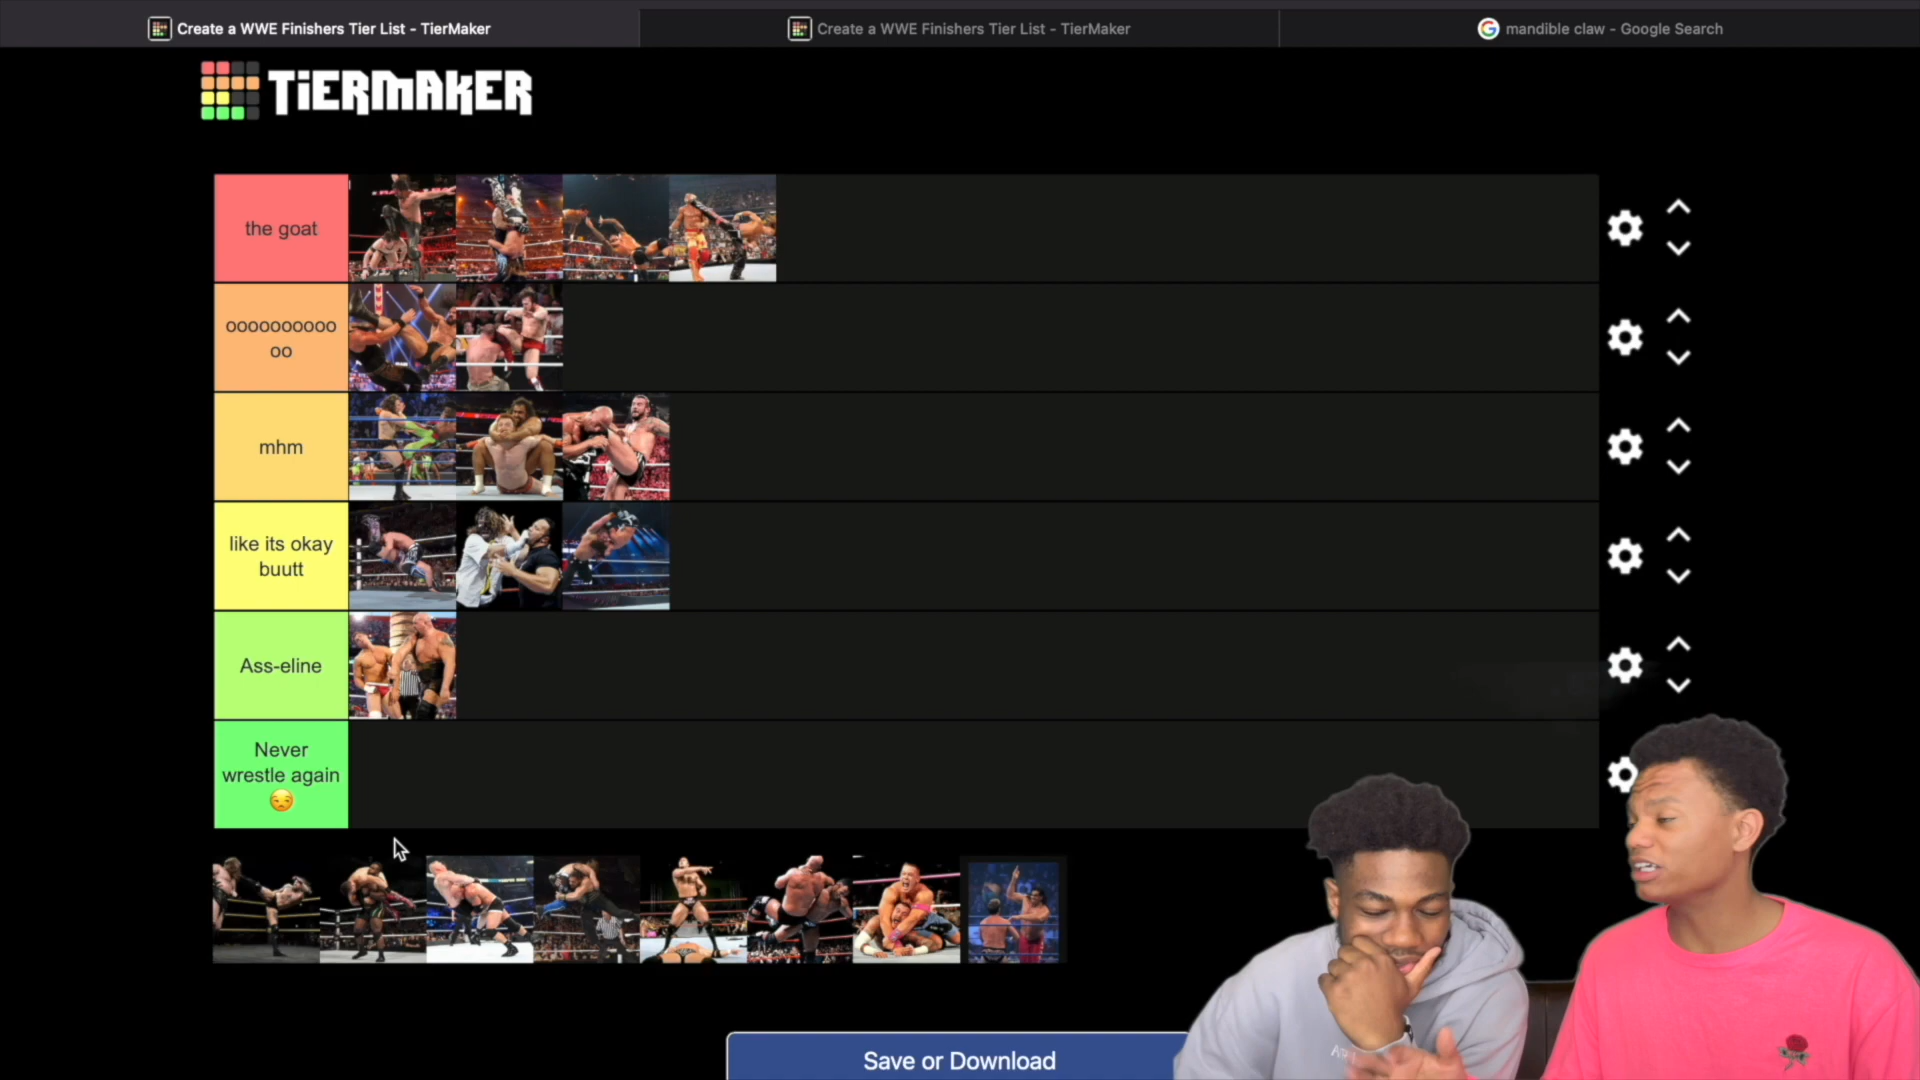 Create a WWE Finishers Tier List - TierMaker
Create a WWE Finishers Tier List - TierMaker
mandible claw - Google Search
TiERMAKER
the goat
oooooooooo
oo
mhm
like its okay
buutt
Ass-eline
Never
wrestle again
😒
Save or Download